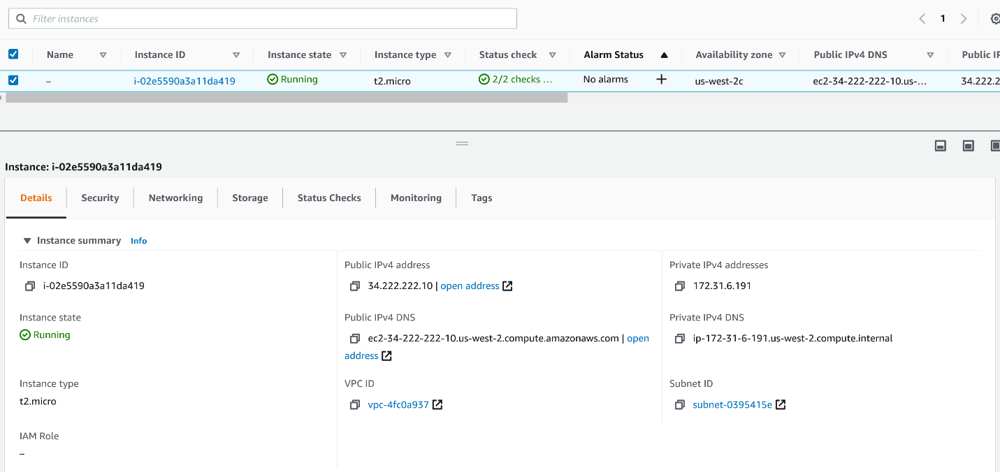 Filter instances
1
Name Instance ID Instance state Instance type Status check Alarm Status Availability zone Public IPv4 DNS Public IP
– i-02e5590a3a11da419 Running t2.micro 2/2 checks ... No alarms + us-west-2c ec2-34-222-222-10.us-... 34.222.2
Instance: i-02e5590a3a11da419
Details Security Networking Storage Status Checks Monitoring Tags
Instance summary Info
Instance ID Public IPv4 address Private IPv4 addresses
i-02e5590a3a11da419 34.222.222.10 | open address 172.31.6.191
Instance state Public IPv4 DNS Private IPv4 DNS
Running ec2-34-222-222-10.us-west-2.compute.amazonaws.com | open ip-172-31-6-191.us-west-2.compute.internal
address
Instance type VPC ID Subnet ID
t2.micro vpc-4fc0a937 subnet-0395415e
IAM Role
–